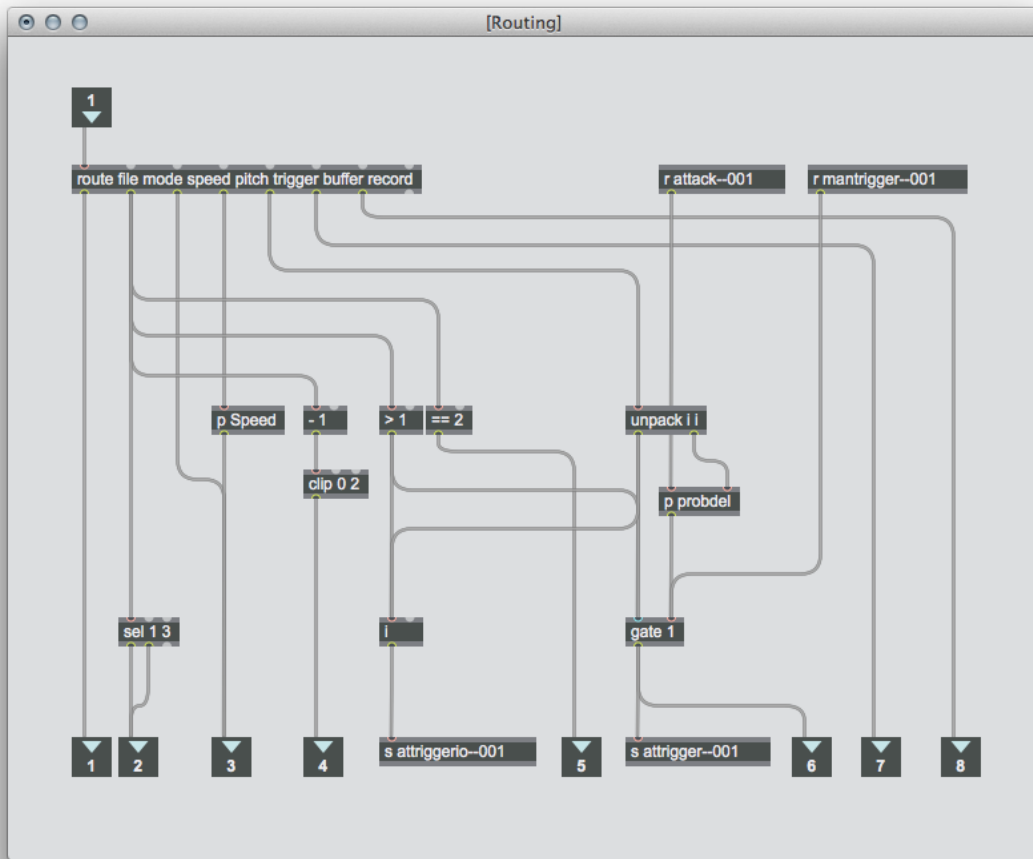 [Routing]
1
route file mode speed pitch trigger buffer record
r attack--001
r mantrigger--001
p Speed
- 1
> 1
== 2
unpack i i
clip 0 2
p probdel
sel 1 3
i
gate 1
1
2
3
4
s attriggerio--001
5
s attrigger--001
6
7
8